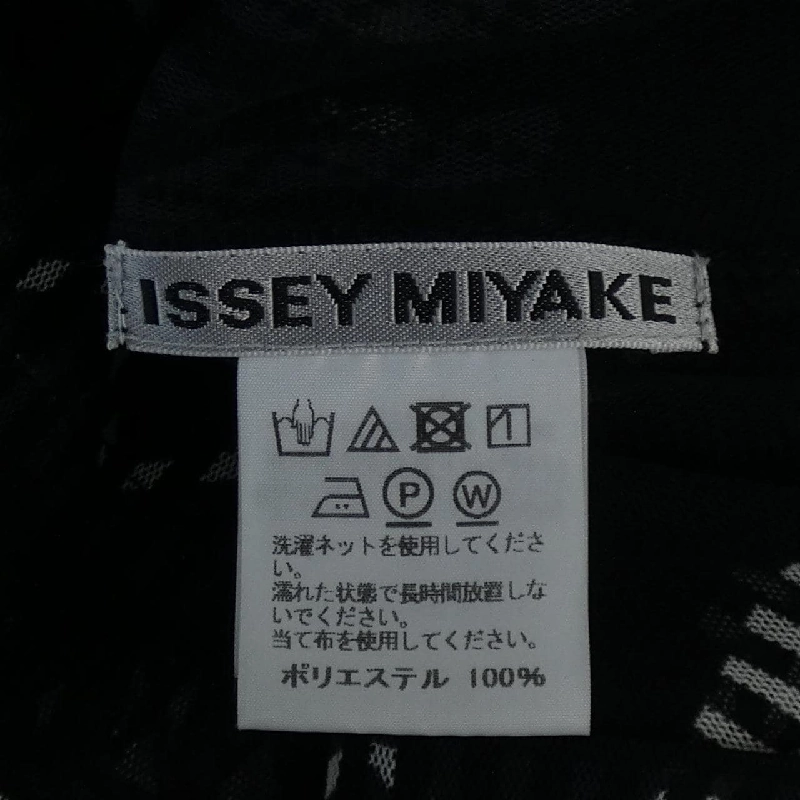 ISSEY MIYAKE
P W
洗濯ネットを使用してくださ
い。
濡れた状態で長時間放置しな
いでください。
当て布を使用してください。
ポリエステル 100%